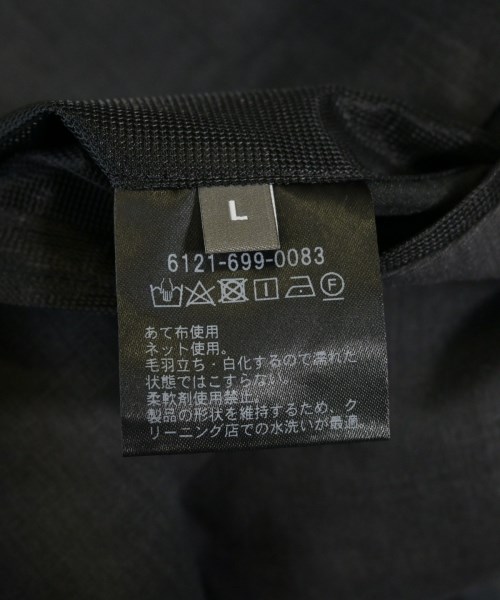 L
6121-699-0083
F
あて布使用
ネット使用。
毛羽立ち・白化するので濡れた
状態ではこすらない。
柔軟剤使用禁止。
製品の形状を維持するため、ク
リーニング店での水洗いが最適。